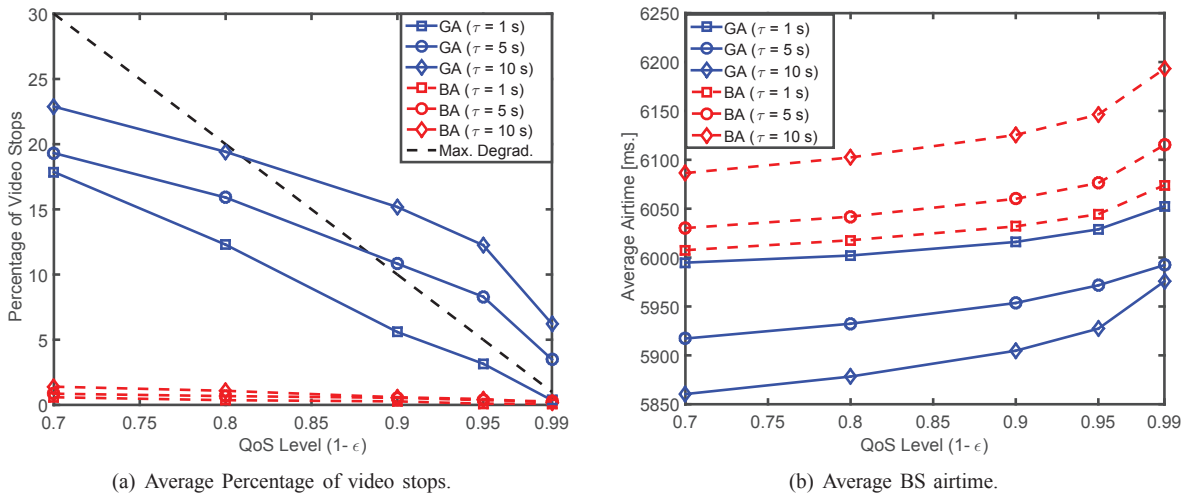 30
25
20
15
10
5
0
Percentage of Video Stops
GA (τ = 1 s)
GA (τ = 5 s)
GA (τ = 10 s)
BA (τ = 1 s)
BA (τ = 5 s)
BA (τ = 10 s)
Max. Degrad.
0.7 0.75 0.8 0.85 0.9 0.95 0.99
QoS Level (1- ϵ)
(a) Average Percentage of video stops.
6250
6200
6150
6100
6050
6000
5950
5900
5850
Average Airtime [ms.]
GA (τ = 1 s)
GA (τ = 5 s)
GA (τ = 10 s)
BA (τ = 1 s)
BA (τ = 5 s)
BA (τ = 10 s)
0.7 0.75 0.8 0.85 0.9 0.95 0.99
QoS Level (1- ϵ)
(b) Average BS airtime.